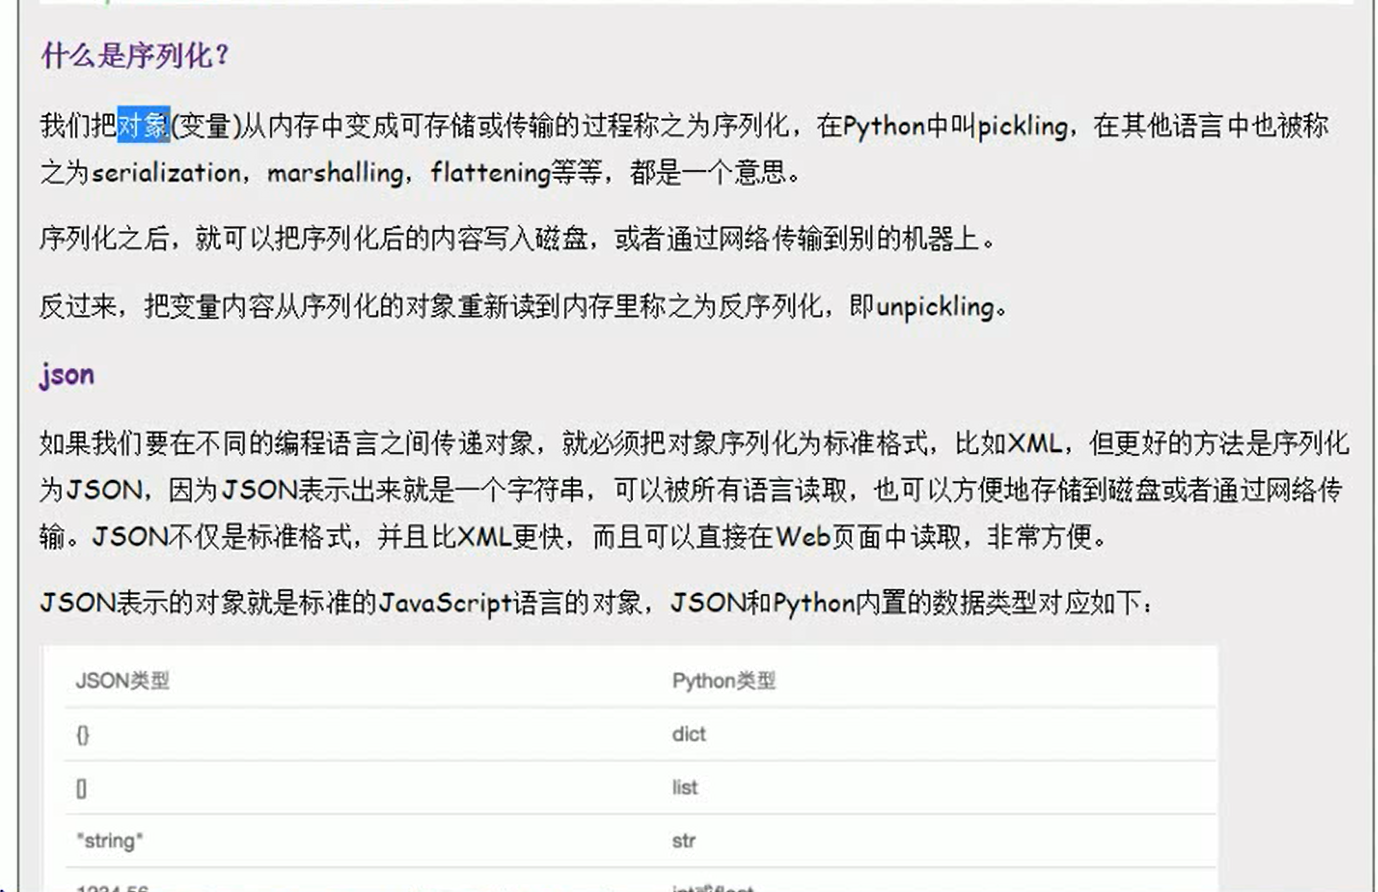 什么是序列化？
我们把对象(变量)从内存中变成可存储或传输的过程称之为序列化，在Python中叫pickling，在其他语言中也被称
之为serialization，marshalling，flattening等等，都是一个意思。
序列化之后，就可以把序列化后的内容写入磁盘，或者通过网络传输到别的机器上。
反过来，把变量内容从序列化的对象重新读到内存里称之为反序列化，即unpickling。
json
如果我们要在不同的编程语言之间传递对象，就必须把对象序列化为标准格式，比如XML，但更好的方法是序列化
为JSON，因为JSON表示出来就是一个字符串，可以被所有语言读取，也可以方便地存储到磁盘或者通过网络传
输。JSON不仅是标准格式，并且比XML更快，而且可以直接在Web页面中读取，非常方便。
JSON表示的对象就是标准的JavaScript语言的对象，JSON和Python内置的数据类型对应如下：
JSON类型 Python类型
{} dict
[] list
"string" str
1234.56 int或float